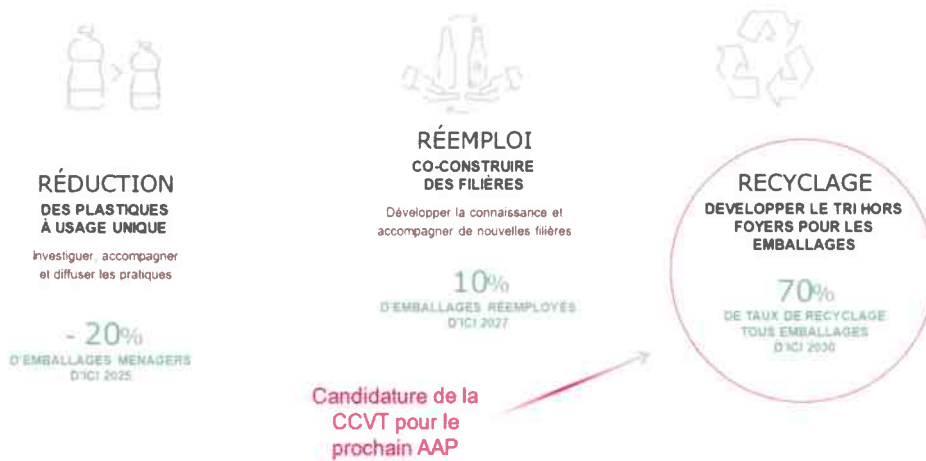 RÉDUCTION
DES PLASTIQUES
À USAGE UNIQUE
Investiguer, accompagner
et diffuser les pratiques
- 20%
D'EMBALLAGES MENAGERS
D'ICI 2025
RÉEMPLOI
CO-CONSTRUIRE
DES FILIÈRES
Développer la connaissance et
accompagner de nouvelles filières
10%
D'EMBALLAGES RÉEMPLOYÉS
D'ICI 2027
RECYCLAGE
DEVELOPPER LE TRI HORS
FOYERS POUR LES
EMBALLAGES
70%
DE TAUX DE RECYCLAGE
TOUS EMBALLAGES
D'ICI 2030
Candidature de la
CCVT pour le
prochain AAP